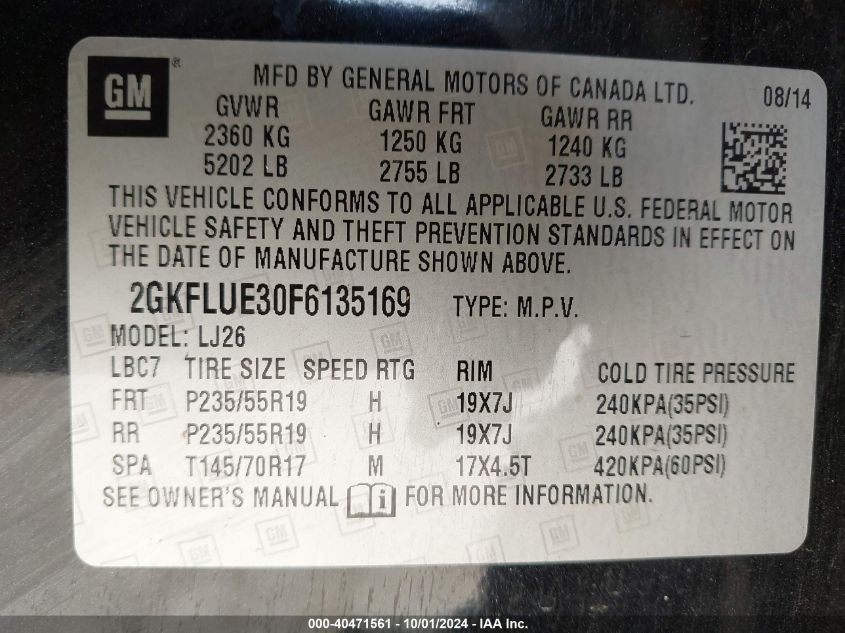 GM ®
MFD BY GENERAL MOTORS OF CANADA LTD. 08/14
GVWR GAWR FRT GAWR RR
2360 KG 1250 KG 1240 KG
5202 LB 2755 LB 2733 LB
THIS VEHICLE CONFORMS TO ALL APPLICABLE U.S. FEDERAL MOTOR
VEHICLE SAFETY AND THEFT PREVENTION STANDARDS IN EFFECT ON
THE DATE OF MANUFACTURE SHOWN ABOVE.
2GKFLUE30F6135169 TYPE: M.P.V.
MODEL: LJ26
LBC7 TIRE SIZE SPEED RTG RIM COLD TIRE PRESSURE
FRT P235/55R19 H 19X7J 240KPA(35PSI)
RR P235/55R19 H 19X7J 240KPA(35PSI)
SPA T145/70R17 M 17X4.5T 420KPA(60PSI)
SEE OWNER'S MANUAL i FOR MORE INFORMATION.
000-40471561 - 10/01/2024 - IAA Inc.